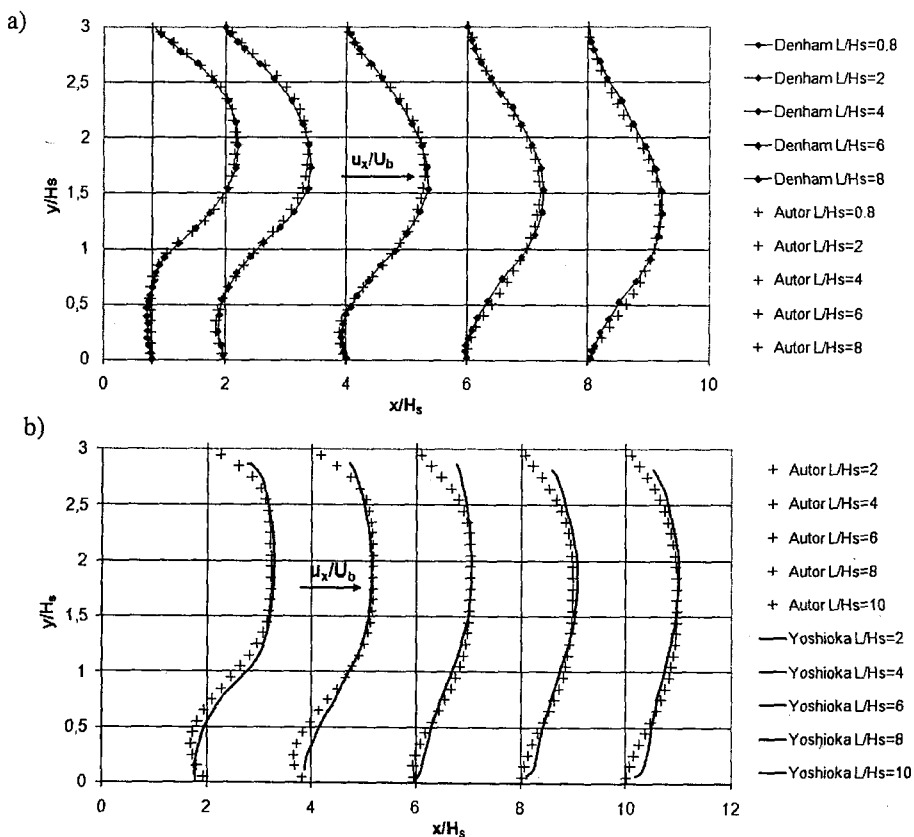 a)
3
2,5
2
1,5
1
0,5
0
y/Hs
uₓ/U_b
0 2 4 6 8 10
x/Hₛ
Denham L/Hs=0.8
Denham L/Hs=2
Denham L/Hs=4
Denham L/Hs=6
Denham L/Hs=8
Autor L/Hs=0.8
Autor L/Hs=2
Autor L/Hs=4
Autor L/Hs=6
Autor L/Hs=8
b)
3
2,5
2
1,5
1
0,5
0
y/Hₛ
uₓ/U_b
0 2 4 6 8 10 12
x/Hₛ
Autor L/Hs=2
Autor L/Hs=4
Autor L/Hs=6
Autor L/Hs=8
Autor L/Hs=10
Yoshioka L/Hs=2
Yoshioka L/Hs=4
Yoshioka L/Hs=6
Yoshioka L/Hs=8
Yoshioka L/Hs=10